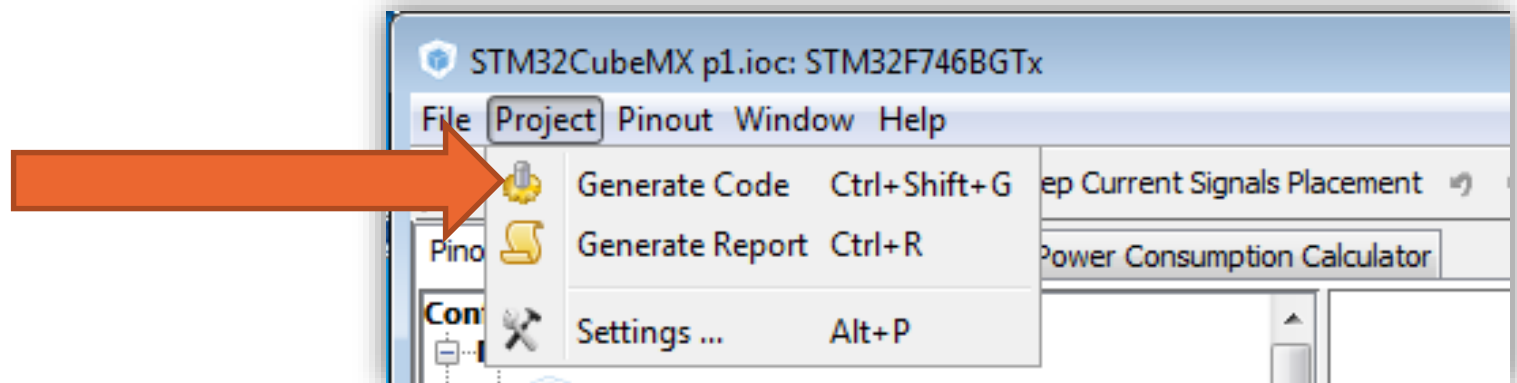 STM32CubeMX p1.ioc: STM32F746BGTx
File Project Pinout Window Help
Generate Code Ctrl+Shift+G
ep Current Signals Placement
Generate Report Ctrl+R
Pino
Power Consumption Calculator
Con
Settings ... Alt+P